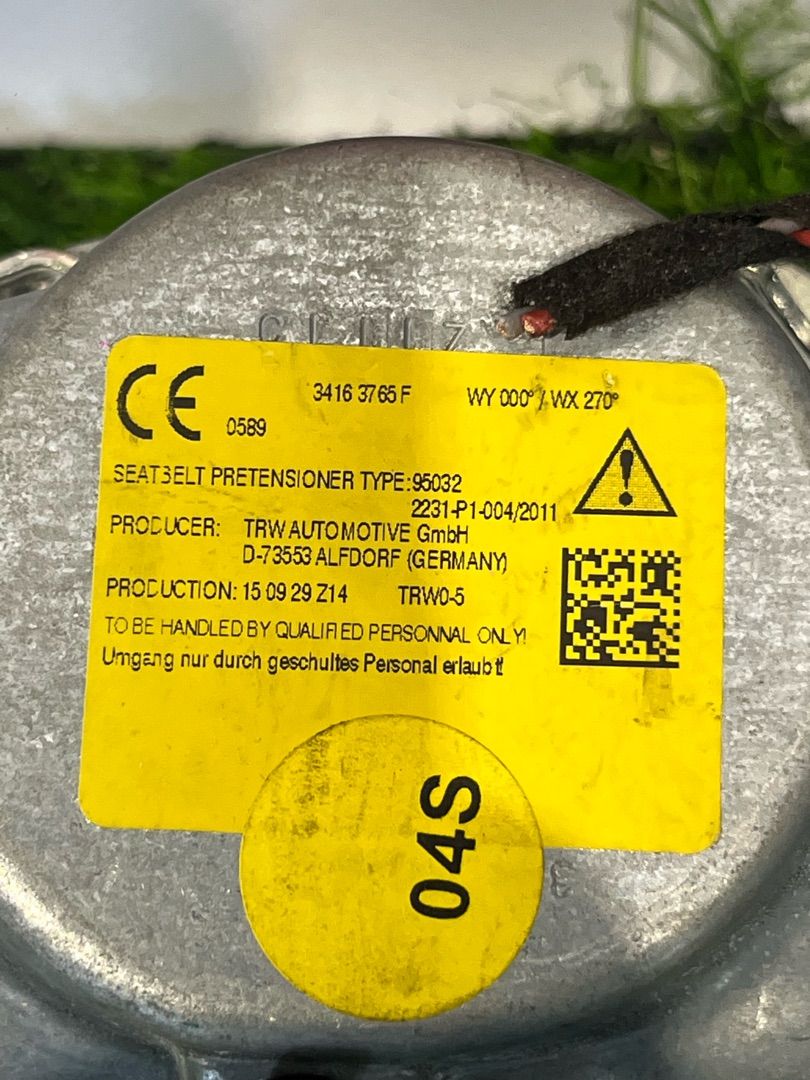 CE 0589 34163765F WY 000° / WX 270°
SEATBELT PRETENSIONER TYPE:95032
2231-P1-004/2011
PRODUCER: TRW AUTOMOTIVE GmbH
D-73553 ALFDORF (GERMANY)
PRODUCTION: 15 09 29 Z14 TRW0-5
TO BE HANDLED BY QUALIFIED PERSONNAL ONLY!
Umgang nur durch geschultes Personal erlaubt!
04S